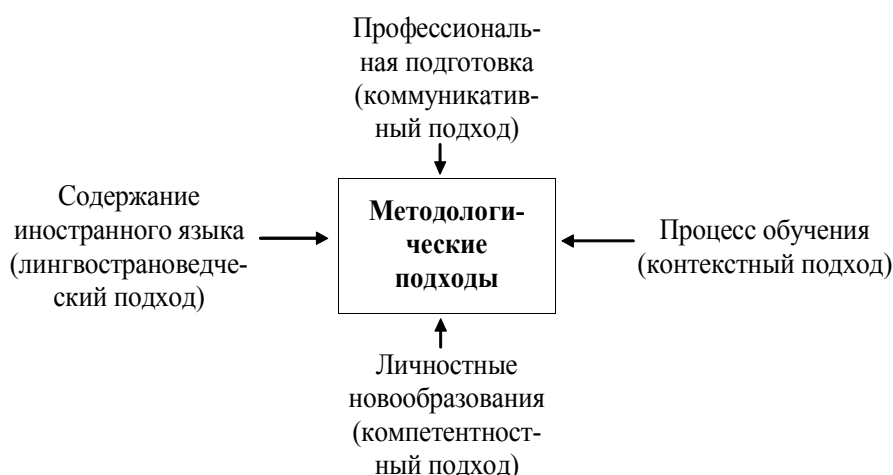 Профессиональ-
ная подготовка
(коммуникатив-
ный подход)
Содержание
иностранного языка
(лингвострановедче-
ский подход)
Методологи-
ческие
подходы
Процесс обучения
(контекстный подход)
Личностные
новообразования
(компетентност-
ный подход)